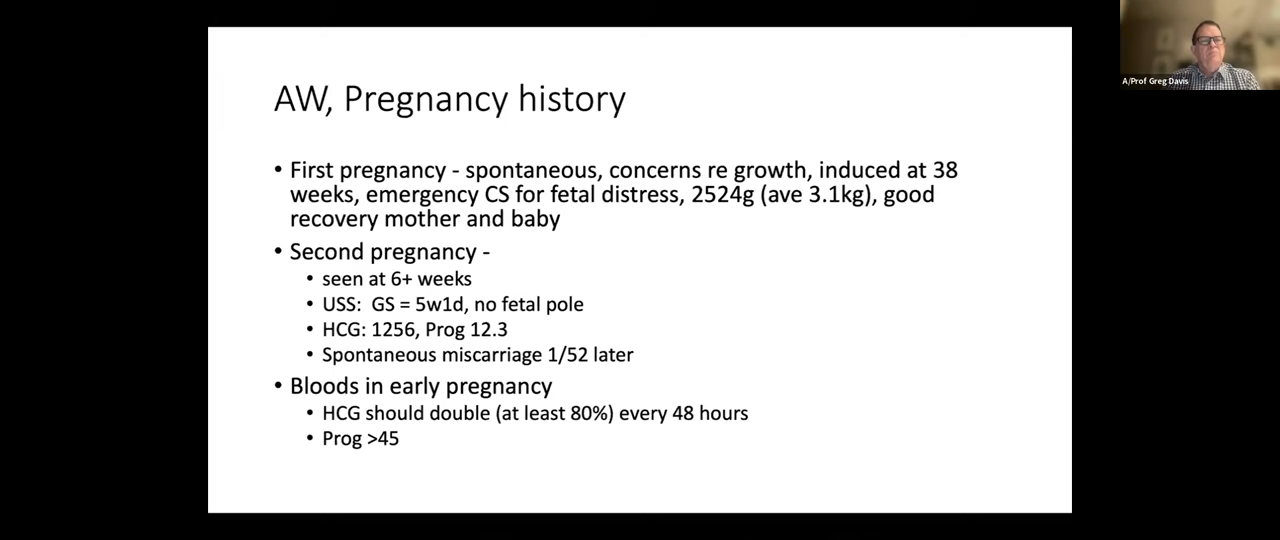 AW, Pregnancy history
• First pregnancy - spontaneous, concerns re growth, induced at 38
weeks, emergency CS for fetal distress, 2524g (ave 3.1kg), good
recovery mother and baby
• Second pregnancy -
• seen at 6+ weeks
• USS:  GS = 5w1d, no fetal pole
• HCG: 1256, Prog 12.3
• Spontaneous miscarriage 1/52 later
• Bloods in early pregnancy
• HCG should double (at least 80%) every 48 hours
• Prog >45
A/Prof Greg Davis